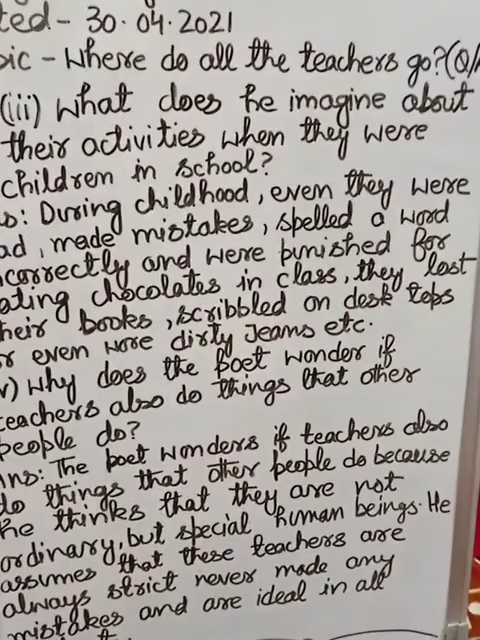 ted- 30.04.2021
pic - Where do all the teachers go? (Q/A
(iii) What does he imagine about
their activities when they were
children in school?
s: During childhood, even they were
ad, made mistakes, spelled a word
ncorrectly and were punished for
ating chocolates in class, they lost
heir books, scribbled on desk tops
r even wore dirty Jeans etc.
v) Why does the poet wonder if
teachers also do things that other
people do?
Ans: The poet wonders if teachers also
do things that other people do because
he thinks that they are not
ordinary, but special human beings. He
assumes that these teachers are
always strict never made any
mistakes and are ideal in all